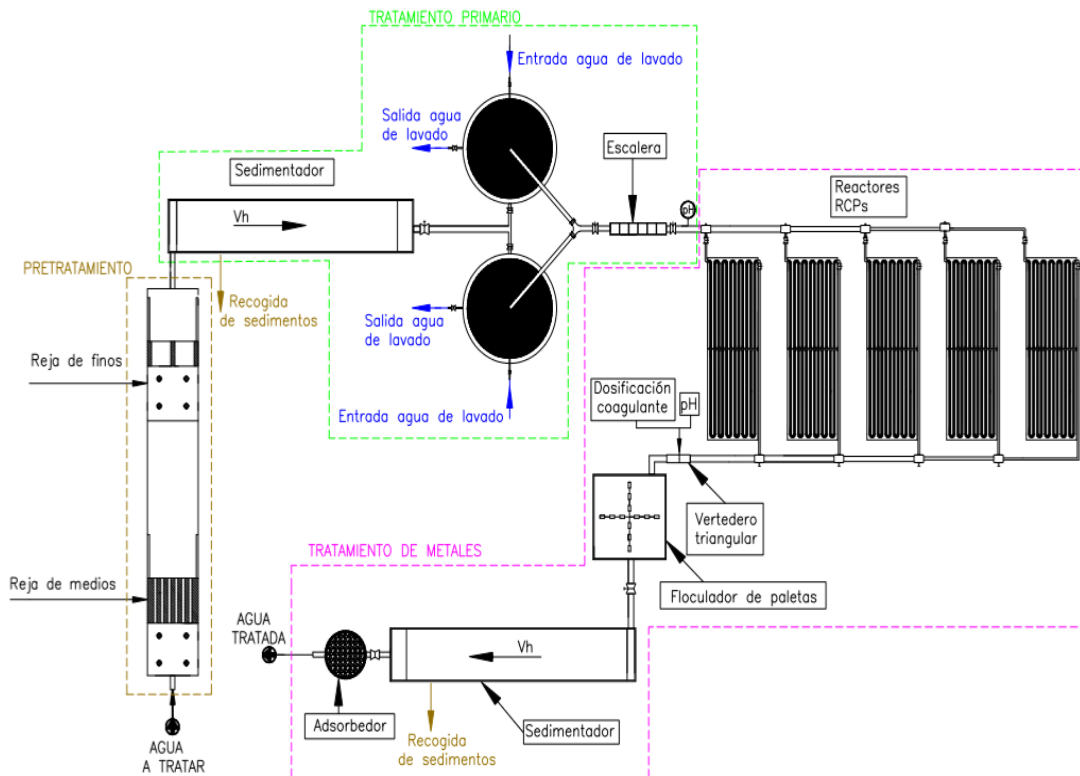 TRATAMIENTO PRIMARIO
Entrada agua de lavado
Salida agua
de lavado
Escalera
Sedimentador
Reactores
RCPs
Vh
pH
PRETRATAMIENTO
Recogida
de sedimentos
Salida agua
de lavado
Reja de finos
Dosificación
coagulante
pH
Entrada agua de lavado
Vertedero
triangular
TRATAMIENTO DE METALES
Reja de medios
Floculador de paletas
AGUA
TRATADA
Vh
Adsorbedor
Sedimentador
Recogida
de sedimentos
AGUA
A TRATAR